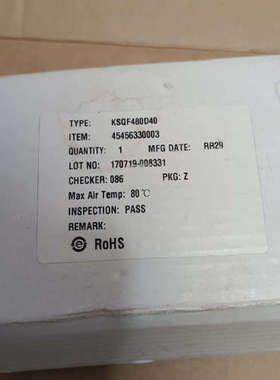 TYPE: KSQF480D40
ITEM: 45456330003
QUANTITY: 1 MFG DATE: RR29
LOT NO: 170719-008331
CHECKER: 086 PKG: Z
Max Air Temp: 80℃
INSPECTION: PASS
REMARK:
e RoHS